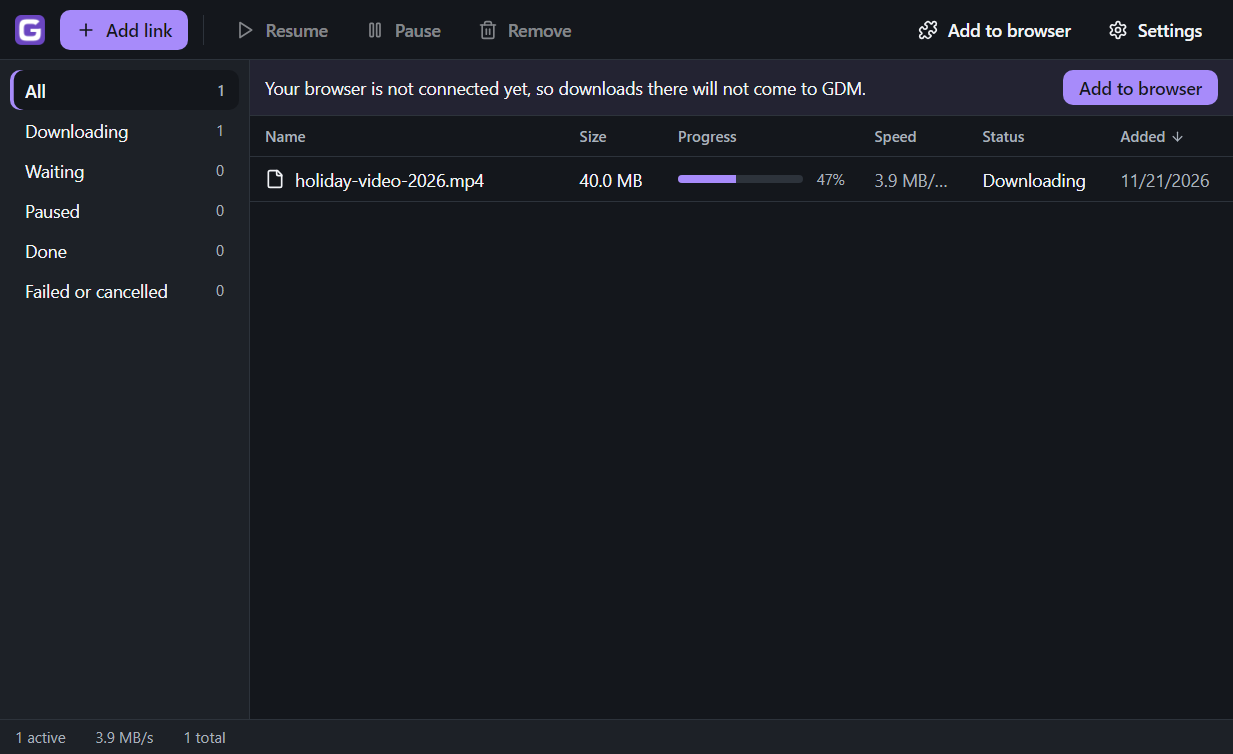 G
Add link
Resume
Pause
Remove
Add to browser
Settings
All 1
Downloading 1
Waiting 0
Paused 0
Done 0
Failed or cancelled 0
Your browser is not connected yet, so downloads there will not come to GDM.
Add to browser
Name Size Progress Speed Status Added
holiday-video-2026.mp4 40.0 MB 47% 3.9 MB/... Downloading 11/21/2026
1 active 3.9 MB/s 1 total